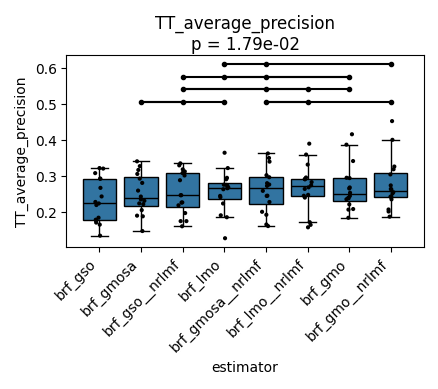 TT_average_precision
p = 1.79e-02
TT_average_precision
0.6
0.5
0.4
0.3
0.2
brf_gso
brf_gmosa
brf_gso__nrlmf
brf_lmo
brf_gmosa__nrlmf
brf_lmo__nrlmf
brf_gmo
brf_gmo__nrlmf
estimator